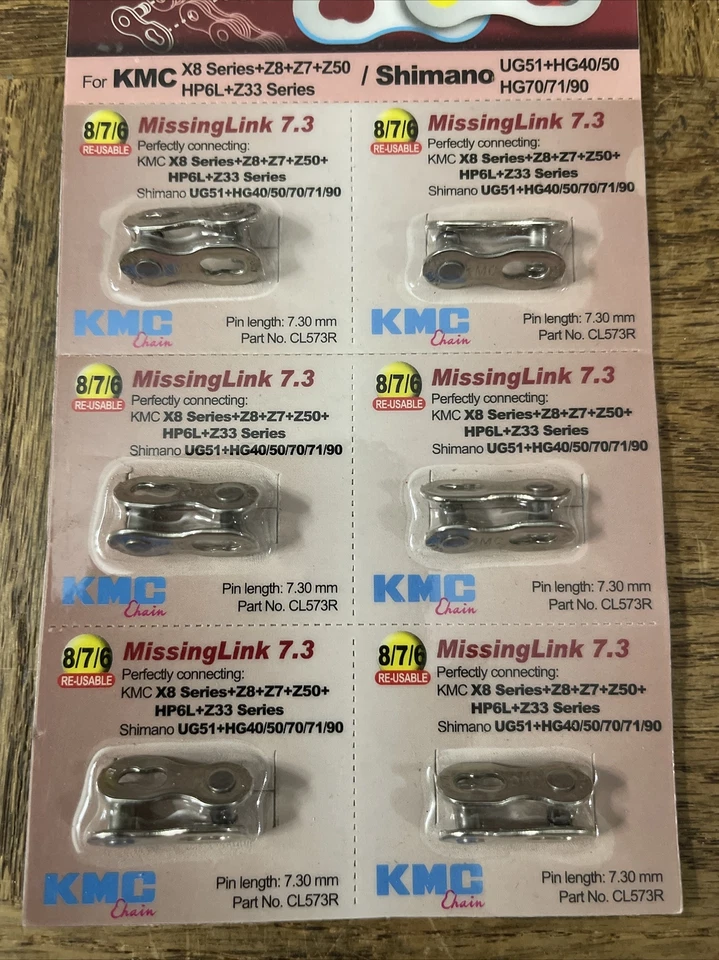 For KMC X8 Series+Z8+Z7+Z50 / Shimano UG51+HG40/50
HP6L+Z33 Series HG70/71/90
8/7/6 MissingLink 7.3
RE-USABLE
Perfectly connecting:
KMC X8 Series+Z8+Z7+Z50+
HP6L+Z33 Series
Shimano UG51+HG40/50/70/71/90
KMC
Chain
Pin length: 7.30 mm
Part No. CL573R
8/7/6 MissingLink 7.3
RE-USABLE
Perfectly connecting:
KMC X8 Series+Z8+Z7+Z50+
HP6L+Z33 Series
Shimano UG51+HG40/50/70/71/90
KMC
KMC
Chain
Pin length: 7.30 mm
Part No. CL573R
8/7/6 MissingLink 7.3
RE-USABLE
Perfectly connecting:
KMC X8 Series+Z8+Z7+Z50+
HP6L+Z33 Series
Shimano UG51+HG40/50/70/71/90
KMC
Chain
Pin length: 7.30 mm
Part No. CL573R
8/7/6 MissingLink 7.3
RE-USABLE
Perfectly connecting:
KMC X8 Series+Z8+Z7+Z50+
HP6L+Z33 Series
Shimano UG51+HG40/50/70/71/90
KMC
KMC
Chain
Pin length: 7.30 mm
Part No. CL573R
8/7/6 MissingLink 7.3
RE-USABLE
Perfectly connecting:
KMC X8 Series+Z8+Z7+Z50+
HP6L+Z33 Series
Shimano UG51+HG40/50/70/71/90
KMC
Chain
Pin length: 7.30 mm
Part No. CL573R
8/7/6 MissingLink 7.3
RE-USABLE
Perfectly connecting:
KMC X8 Series+Z8+Z7+Z50+
HP6L+Z33 Series
Shimano UG51+HG40/50/70/71/90
KMC
Chain
Pin length: 7.30 mm
Part No. CL573R